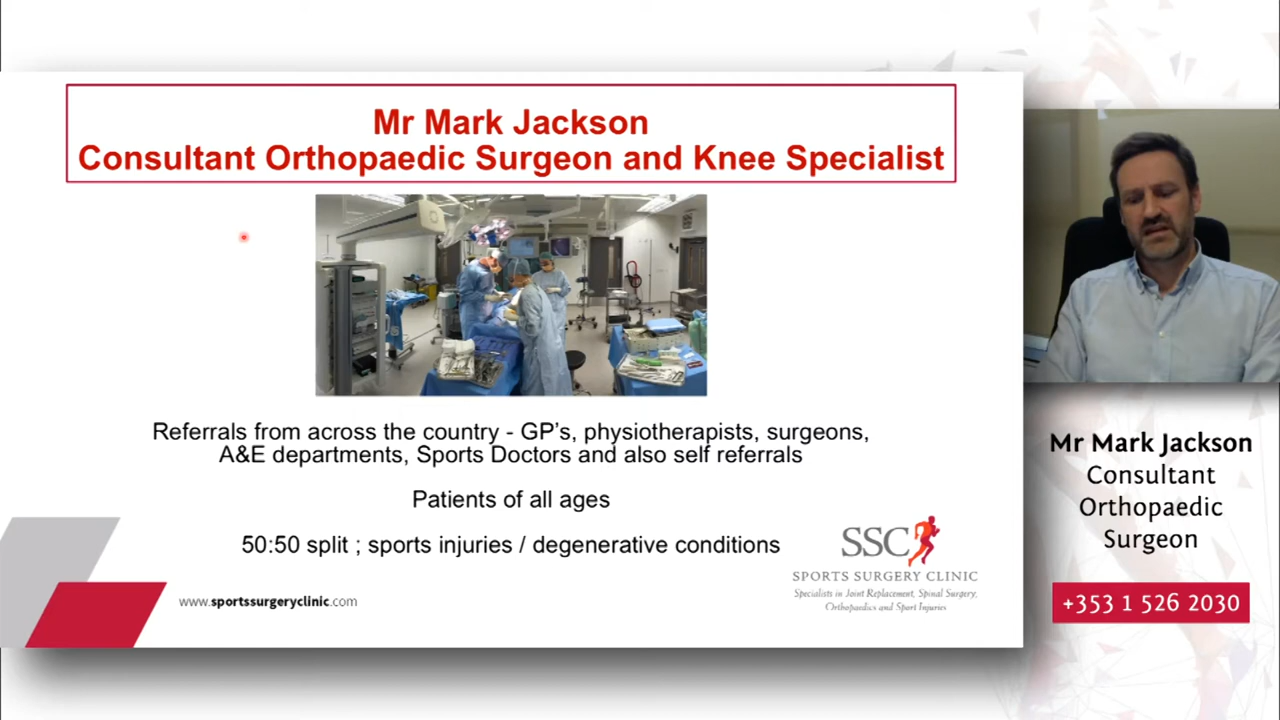 Mr Mark Jackson
Consultant Orthopaedic Surgeon and Knee Specialist
Referrals from across the country - GP's, physiotherapists, surgeons,
A&E departments, Sports Doctors and also self referrals
Patients of all ages
50:50 split ; sports injuries / degenerative conditions
www.sportssurgeryclinic.com
SSC
SPORTS SURGERY CLINIC
Specialists in Joint Replacement, Spinal Surgery,
Orthopaedics and Sport Injuries
Mr Mark Jackson
Consultant
Orthopaedic
Surgeon
+353 1 526 2030